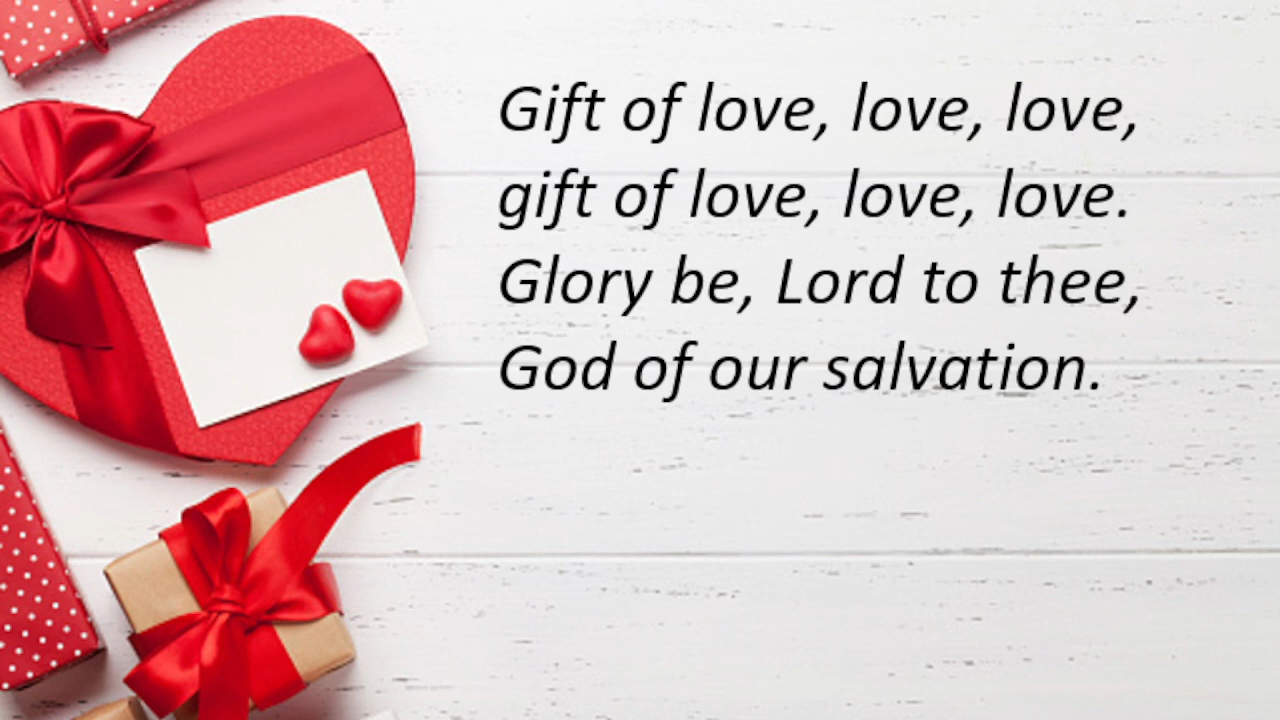 Gift of love, love, love,
gift of love, love, love.
Glory be, Lord to thee,
God of our salvation.